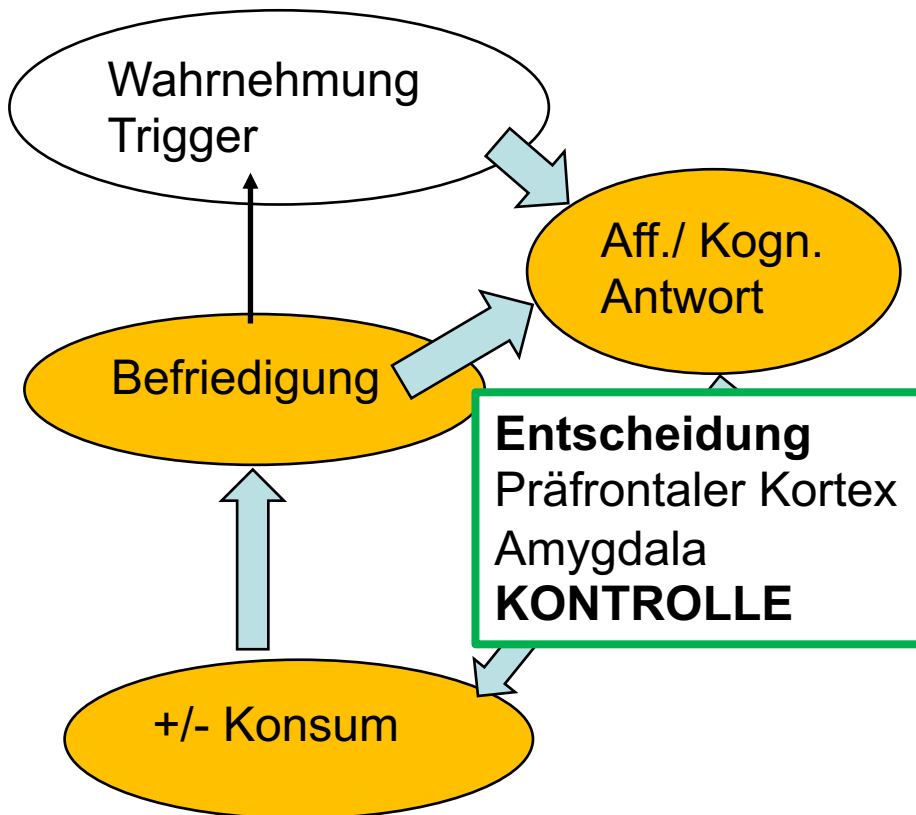 Wahrnehmung
Trigger
Aff./ Kogn.
Antwort
Befriedigung
Entscheidung
Präfrontaler Kortex
Amygdala
KONTROLLE
+/- Konsum